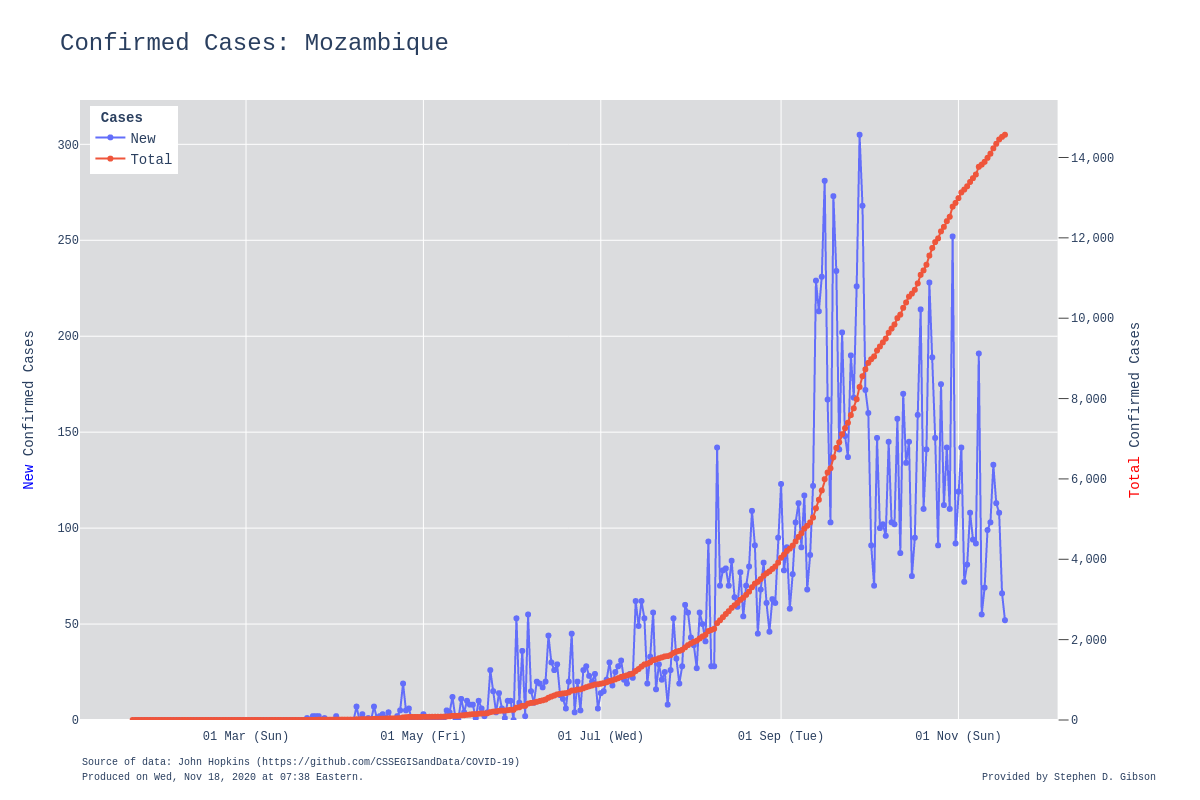 Confirmed Cases: Mozambique
Cases
New
Total
300
250
200
150
100
50
0
14,000
12,000
10,000
8,000
6,000
4,000
2,000
0
New Confirmed Cases
Total Confirmed Cases
01 Mar (Sun)
01 May (Fri)
01 Jul (Wed)
01 Sep (Tue)
01 Nov (Sun)
Source of data: John Hopkins (https://github.com/CSSEGISandData/COVID-19)
Produced on Wed, Nov 18, 2020 at 07:38 Eastern.
Provided by Stephen D. Gibson